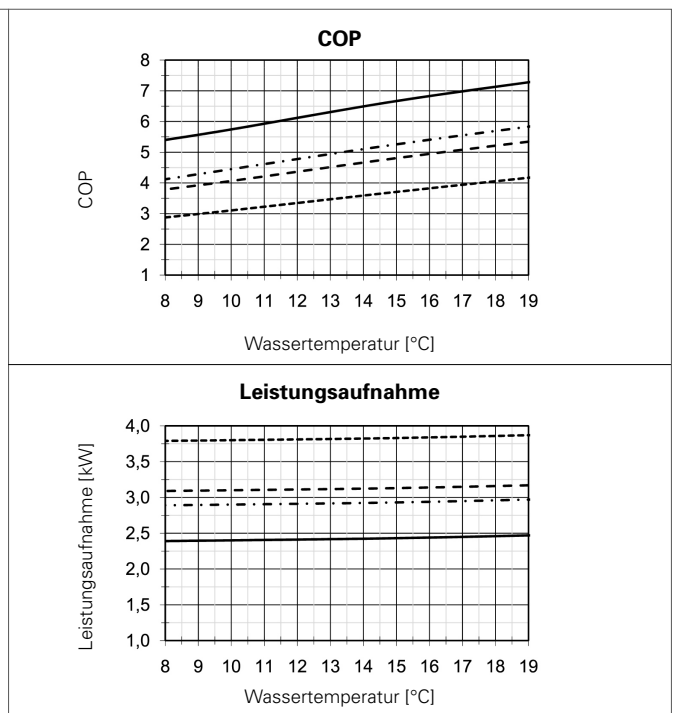 COP
8
7
6
5
4
3
2
1
COP
8 9 10 11 12 13 14 15 16 17 18 19
Wassertemperatur [°C]
Leistungsaufnahme
4,0
3,5
3,0
2,5
2,0
1,5
1,0
Leistungsaufnahme [kW]
8 9 10 11 12 13 14 15 16 17 18 19
Wassertemperatur [°C]